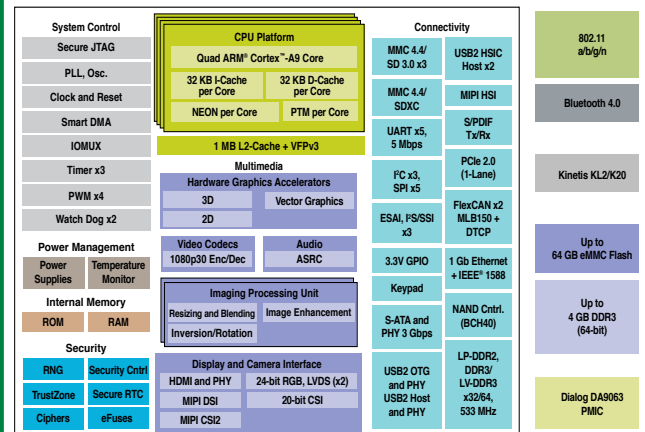 System Control
Secure JTAG
PLL, Osc.
Clock and Reset
Smart DMA
IOMUX
Timer x3
PWM x4
Watch Dog x2
Power Management
Power
Supplies
Temperature
Monitor
Internal Memory
ROM
RAM
Security
RNG
Security Cntrl
TrustZone
Secure RTC
Ciphers
eFuses
CPU Platform
Quad ARM® Cortex™-A9 Core
32 KB I-Cache
per Core
32 KB D-Cache
per Core
NEON per Core
PTM per Core
1 MB L2-Cache + VFPv3
Multimedia
Hardware Graphics Accelerators
3D
Vector Graphics
2D
Video Codecs
1080p30 Enc/Dec
Audio
ASRC
Imaging Processing Unit
Resizing and Blending
Image Enhancement
Inversion/Rotation
Display and Camera Interface
HDMI and PHY
24-bit RGB, LVDS (x2)
MIPI DSI
20-bit CSI
MIPI CSI2
Connectivity
MMC 4.4/
SD 3.0 x3
MMC 4.4/
SDXC
UART x5,
5 Mbps
I²C x3,
SPI x5
ESAI, I²S/SSI
x3
3.3V GPIO
Keypad
S-ATA and
PHY 3 Gbps
USB2 OTG
and PHY
USB2 Host
and PHY
USB2 HSIC
Host x2
MIPI HSI
S/PDIF
Tx/Rx
PCIe 2.0
(1-Lane)
FlexCAN x2
MLB150 +
DTCP
1 Gb Ethernet
+ IEEE® 1588
NAND Cntrl.
(BCH40)
LP-DDR2,
DDR3/
LV-DDR3
x32/64,
533 MHz
802.11
a/b/g/n
Bluetooth 4.0
Kinetis KL2/K20
Up to
64 GB eMMC Flash
Up to
4 GB DDR3
(64-bit)
Dialog DA9063
PMIC